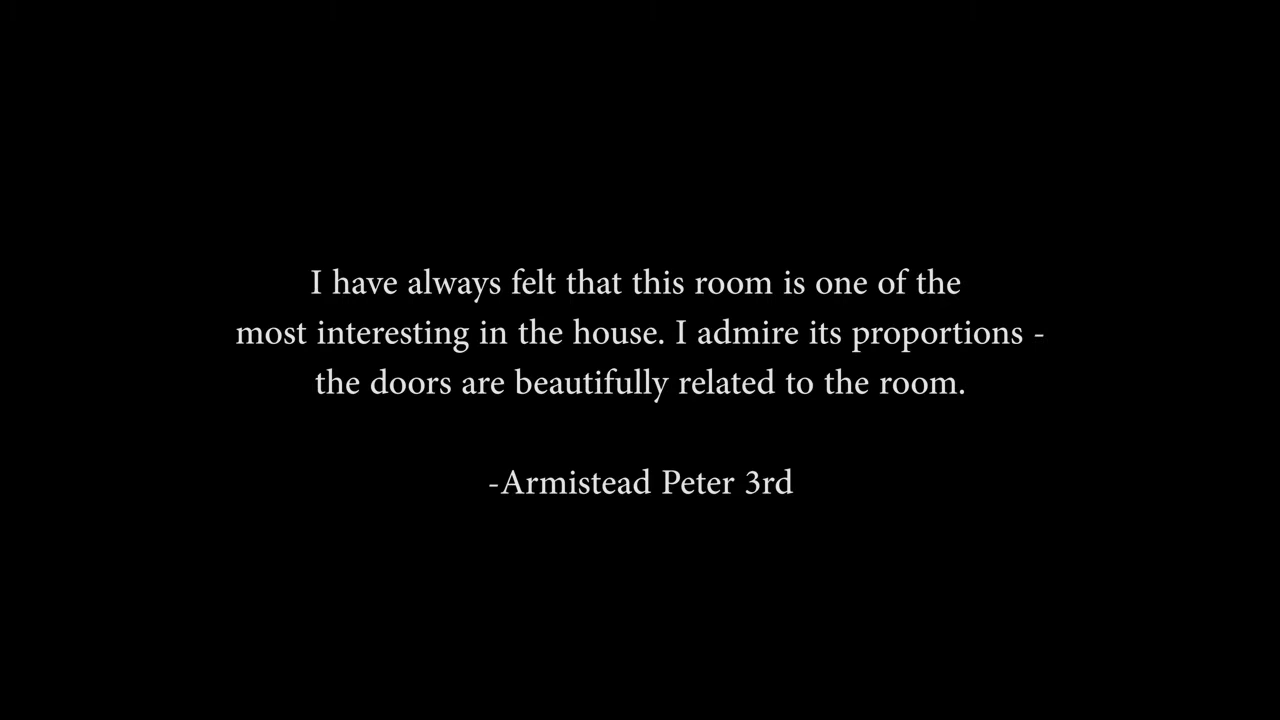 I have always felt that this room is one of the
most interesting in the house. I admire its proportions -
the doors are beautifully related to the room.
-Armistead Peter 3rd